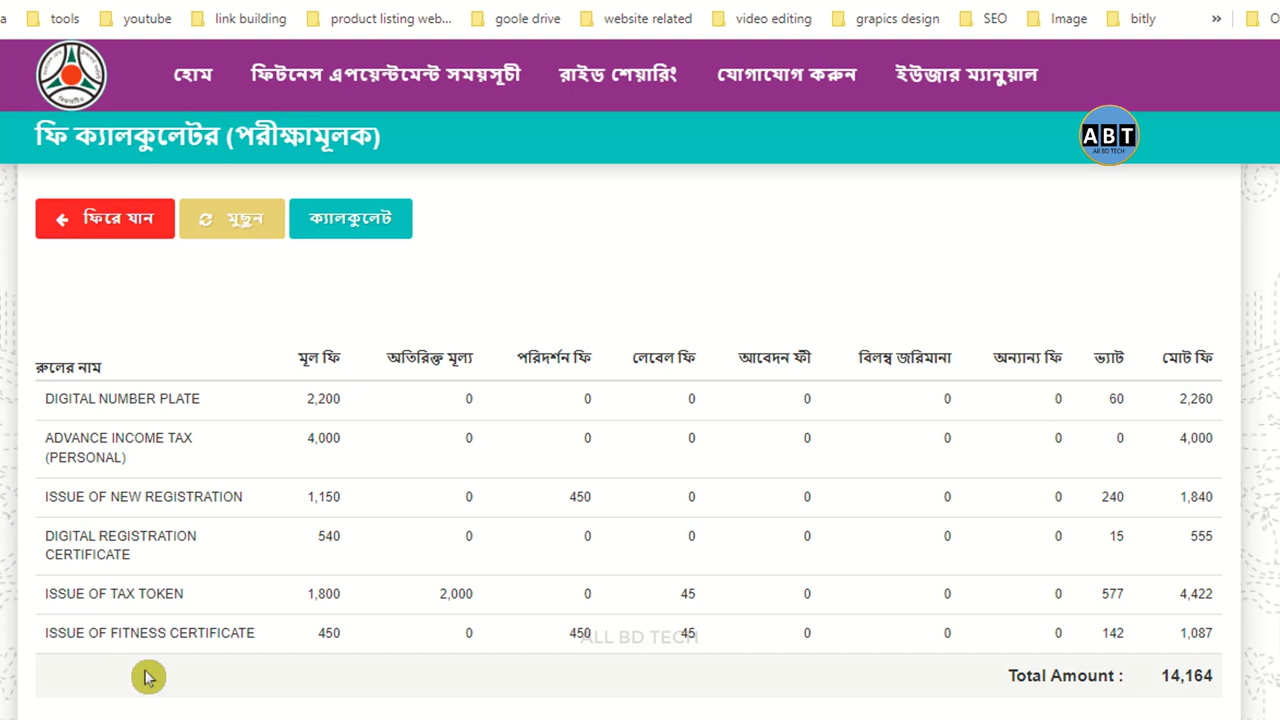 a tools youtube link building product listing web... goole drive website related video editing grapics design SEO Image bitly » O
হোম ফিটনেস এপয়েন্টমেন্ট সময়সূচী রাইড শেয়ারিং যোগাযোগ করুন ইউজার ম্যানুয়াল
ফি ক্যালকুলেটর (পরীক্ষামূলক)
ABT
All BD TECH
ফিরে যান মুছুন ক্যালকুলেট
রুলের নাম মূল ফি অতিরিক্ত মূল্য পরিদর্শন ফি লেবেল ফি আবেদন ফী বিলম্ব জরিমানা অন্যান্য ফি ভ্যাট মোট ফি
DIGITAL NUMBER PLATE 2,200 0 0 0 0 0 0 60 2,260
ADVANCE INCOME TAX 4,000 0 0 0 0 0 0 0 4,000
(PERSONAL)
ISSUE OF NEW REGISTRATION 1,150 0 450 0 0 0 0 240 1,840
DIGITAL REGISTRATION 540 0 0 0 0 0 0 15 555
CERTIFICATE
ISSUE OF TAX TOKEN 1,800 2,000 0 45 0 0 0 577 4,422
ISSUE OF FITNESS CERTIFICATE 450 0 450 45 0 0 0 142 1,087
ALL BD TECH
Total Amount : 14,164